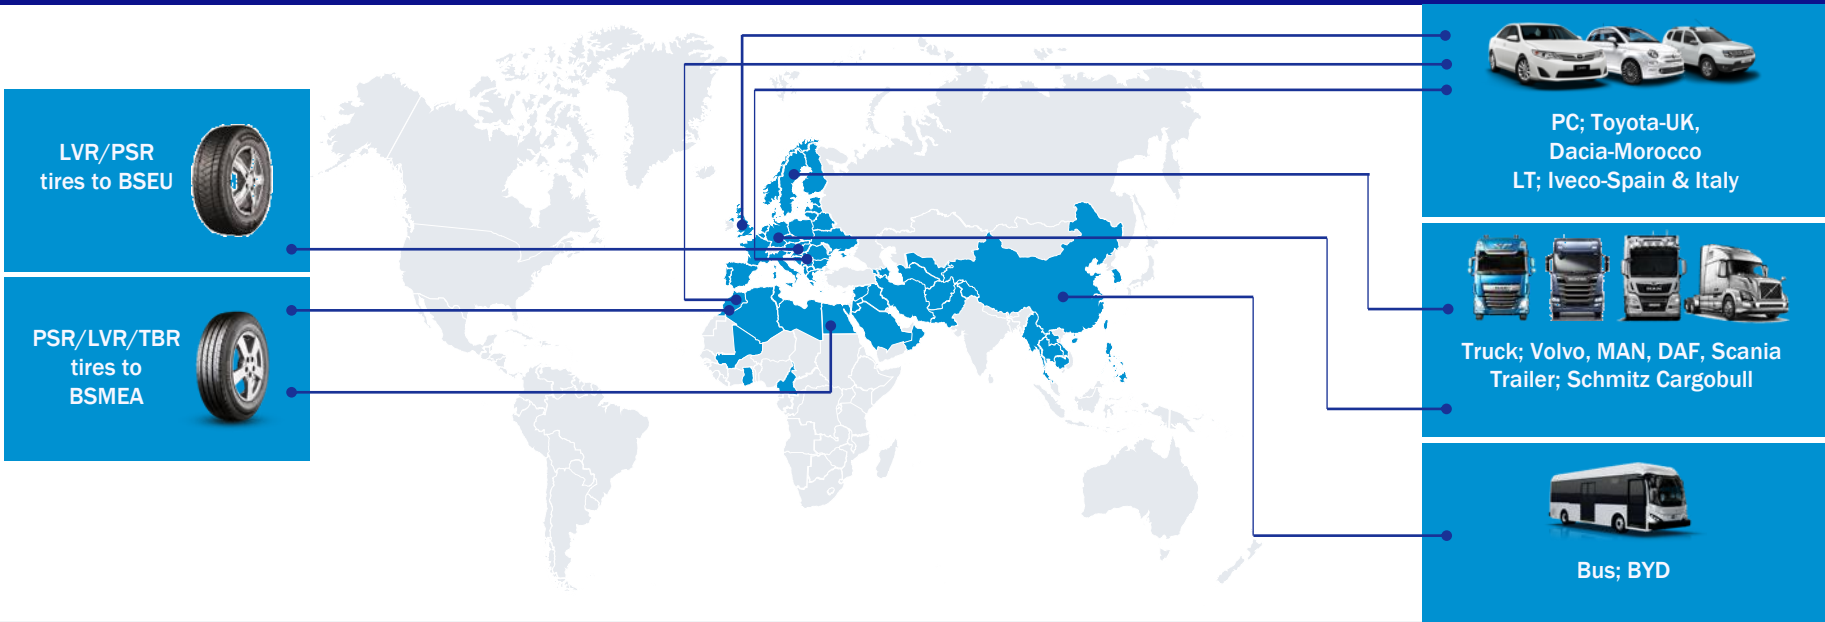 LVR/PSR
tires to BSEU
PSR/LVR/TBR
tires to
BSMEA
PC; Toyota-UK,
Dacia-Morocco
LT; Iveco-Spain & Italy
Truck; Volvo, MAN, DAF, Scania
Trailer; Schmitz Cargobull
Bus; BYD